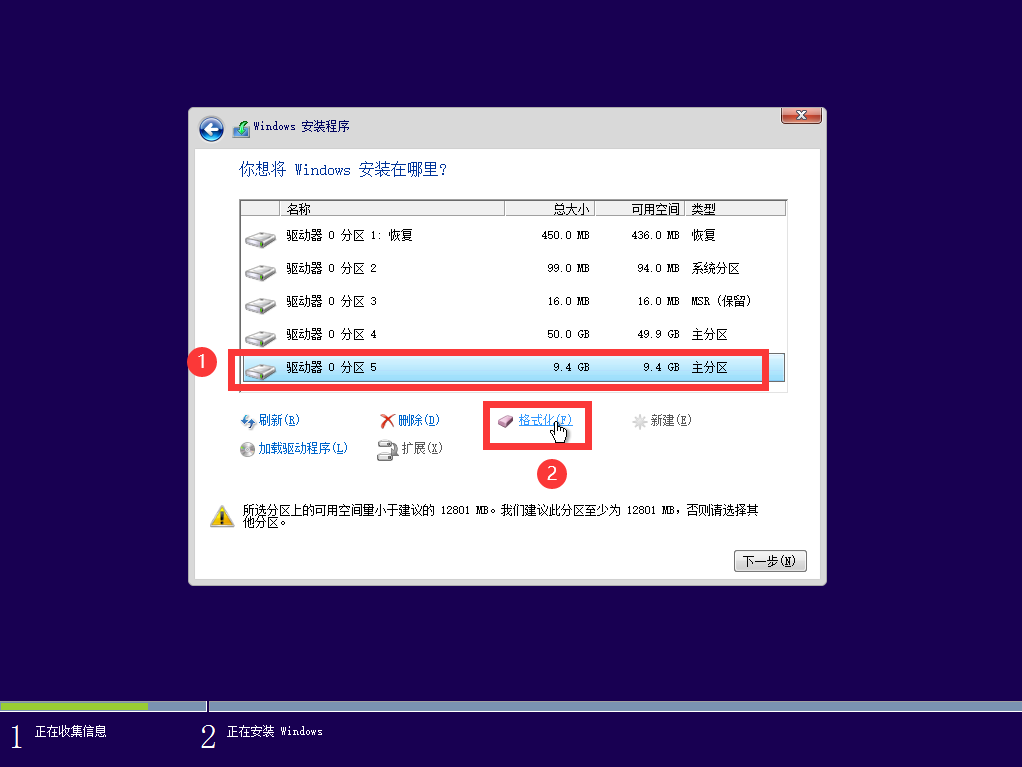 Windows 安装程序
你想将 Windows 安装在哪里?
名称 总大小 可用空间 类型
驱动器 0 分区 1: 恢复 450.0 MB 436.0 MB 恢复
驱动器 0 分区 2 99.0 MB 94.0 MB 系统分区
驱动器 0 分区 3 16.0 MB 16.0 MB MSR (保留)
驱动器 0 分区 4 50.0 GB 49.9 GB 主分区
1 驱动器 0 分区 5 9.4 GB 9.4 GB 主分区
刷新(R) 删除(D) 格式化(F) 新建(E)
加载驱动程序(L) 扩展(X)
2
所选分区上的可用空间量小于建议的 12801 MB。我们建议此分区至少为 12801 MB,否则请选择其
他分区。
下一步(N)
1 正在收集信息 2 正在安装 Windows